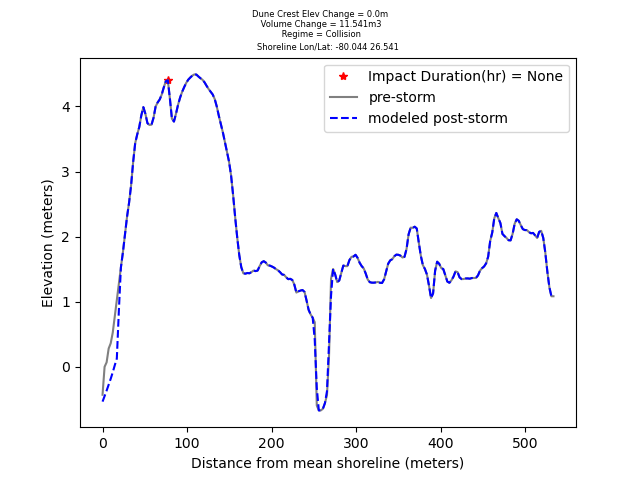 Dune Crest Elev Change = 0.0m
Volume Change = 11.541m3
Regime = Collision
Shoreline Lon/Lat: -80.044 26.541
Impact Duration(hr) = None
pre-storm
modeled post-storm
Elevation (meters)
4
3
2
1
0
0 100 200 300 400 500
Distance from mean shoreline (meters)